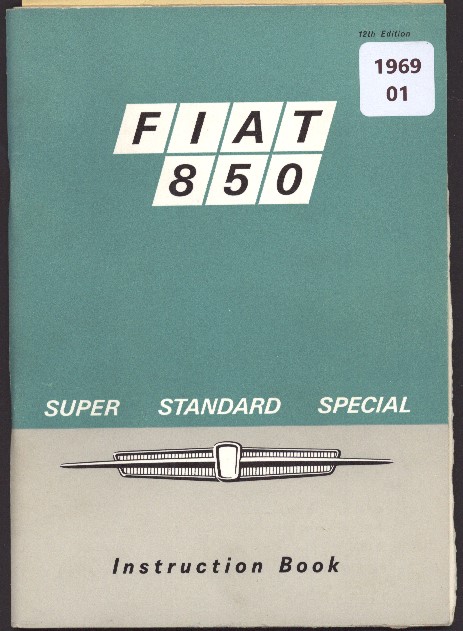 12th Edition
1969
01
FIAT
850
SUPER STANDARD SPECIAL
Instruction Book